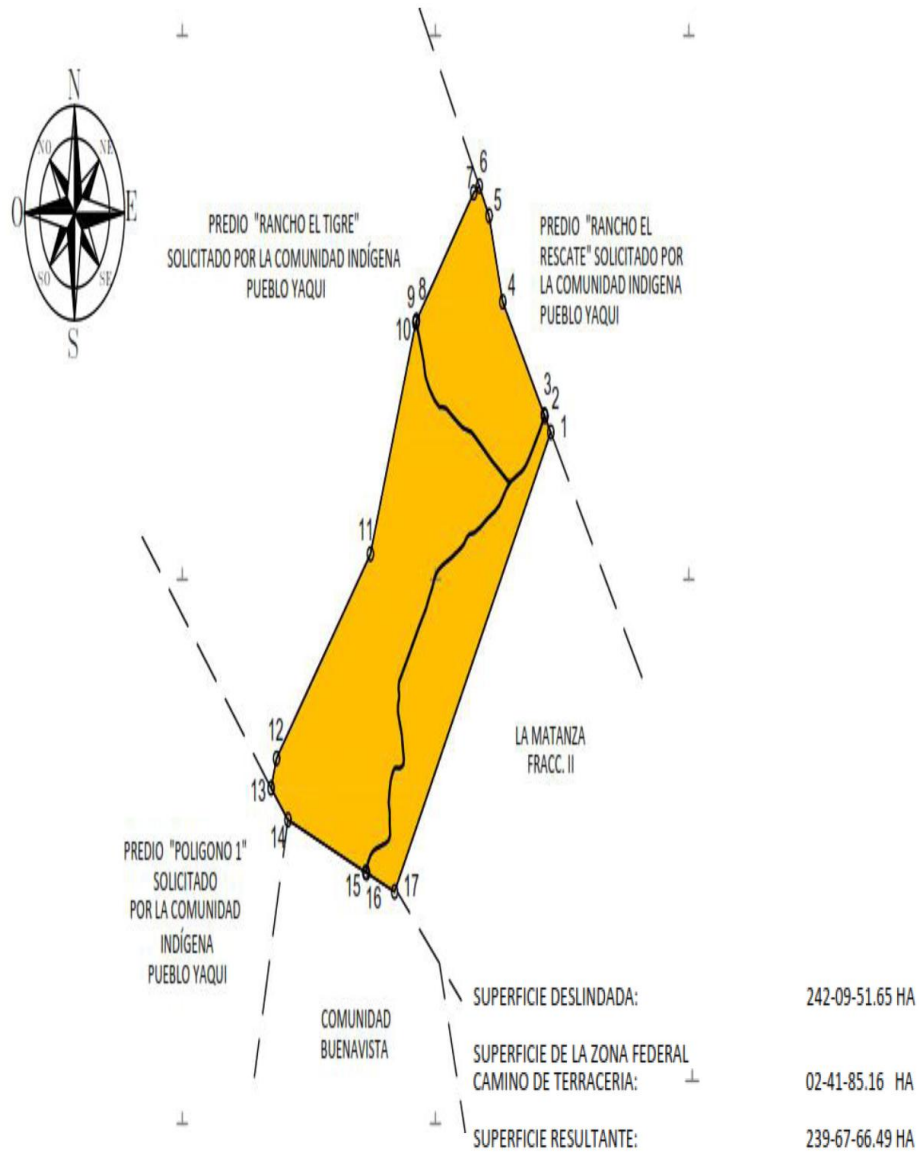 N
NO
NE
O
E
SO
SE
S
PREDIO "RANCHO EL TIGRE"
SOLICITADO POR LA COMUNIDAD INDÍGENA
PUEBLO YAQUI
PREDIO "RANCHO EL
RESCATE" SOLICITADO POR
LA COMUNIDAD INDIGENA
PUEBLO YAQUI
6
7
5
4
9
8
10
3
2
1
11
12
13
14
15
16
17
LA MATANZA
FRACC. II
PREDIO "POLIGONO 1"
SOLICITADO
POR LA COMUNIDAD
INDÍGENA
PUEBLO YAQUI
COMUNIDAD
BUENAVISTA
SUPERFICIE DESLINDADA: 242-09-51.65 HA
SUPERFICIE DE LA ZONA FEDERAL
CAMINO DE TERRACERIA: 02-41-85.16 HA
SUPERFICIE RESULTANTE: 239-67-66.49 HA